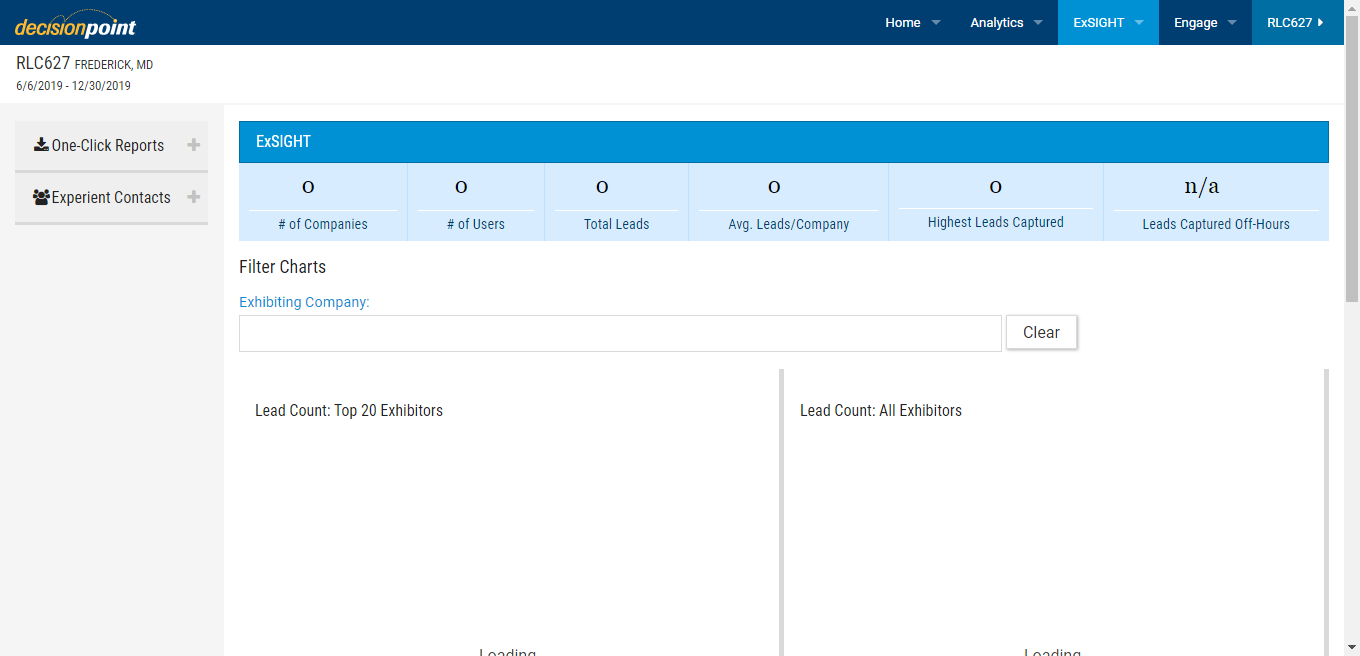 decisionpoint
Home
Analytics
ExSIGHT
Engage
RLC627
RLC627 FREDERICK, MD
6/6/2019 - 12/30/2019
One-Click Reports
Experient Contacts
ExSIGHT
0
# of Companies
0
# of Users
0
Total Leads
0
Avg. Leads/Company
0
Highest Leads Captured
n/a
Leads Captured Off-Hours
Filter Charts
Exhibiting Company:
Clear
Lead Count: Top 20 Exhibitors
Lead Count: All Exhibitors
Loading
Loading